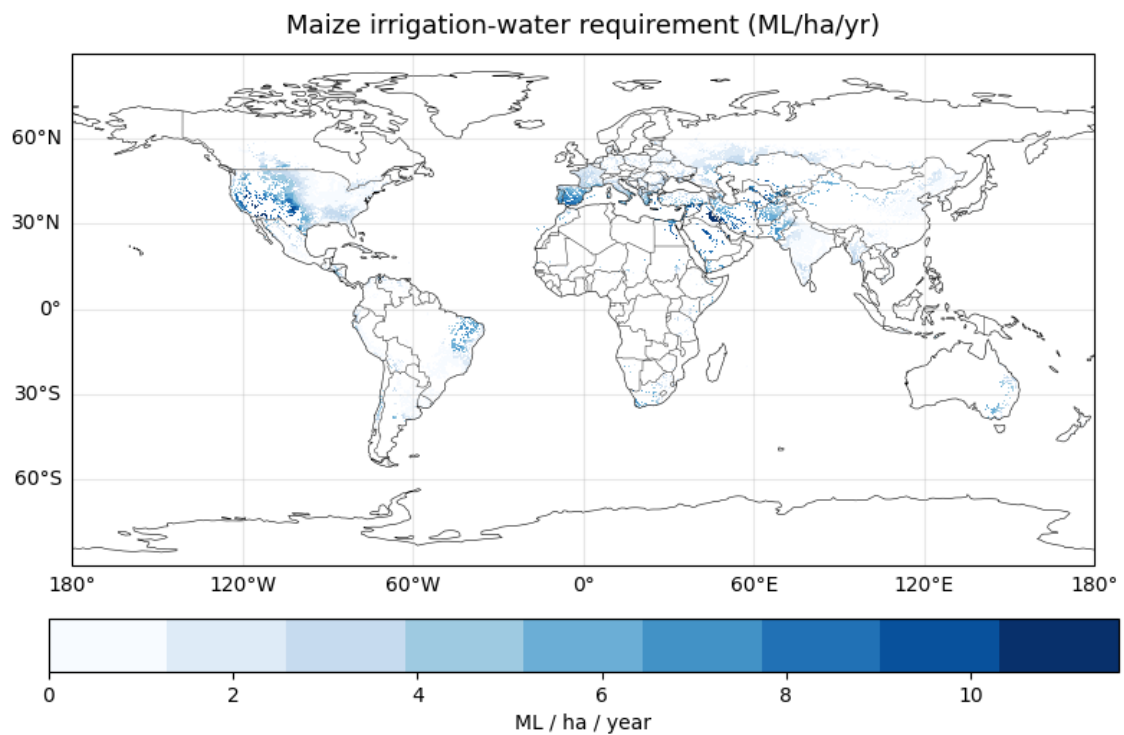 Maize irrigation-water requirement (ML/ha/yr)
60°N
30°N
0°
30°S
60°S
180° 120°W 60°W 0° 60°E 120°E 180°
0 2 4 6 8 10
ML / ha / year